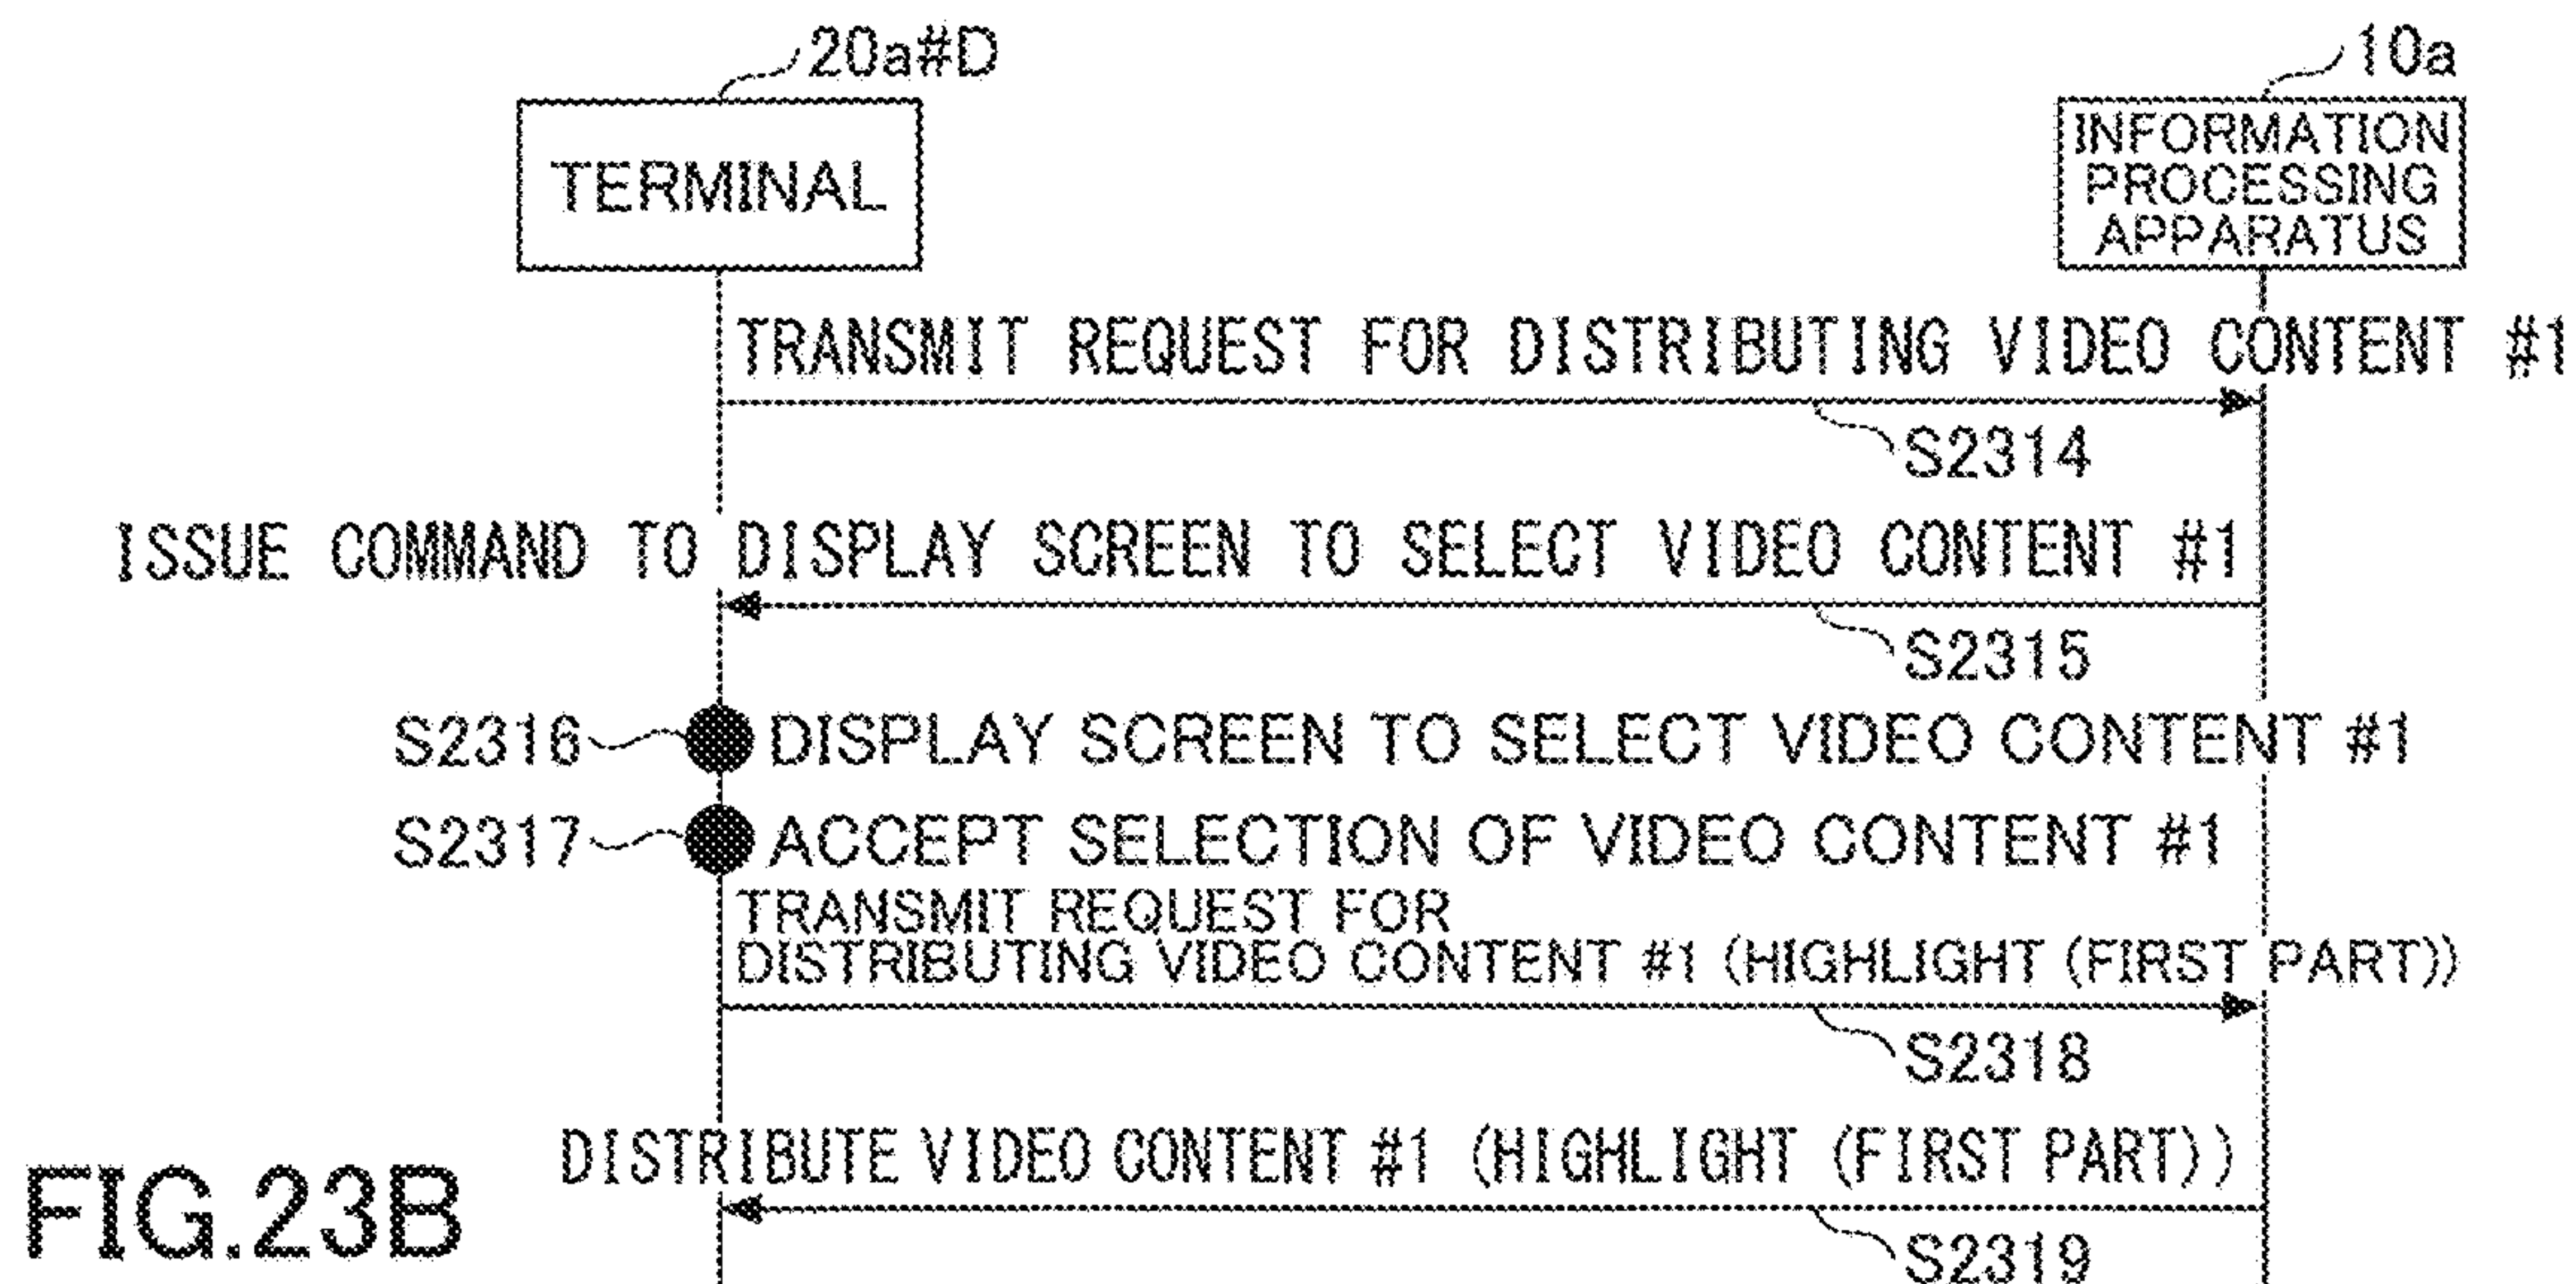 20a#D
10a
TERMINAL
INFORMATION
PROCESSING
APPARATUS
TRANSMIT REQUEST FOR DISTRIBUTING VIDEO CONTENT #1
S2314
ISSUE COMMAND TO DISPLAY SCREEN TO SELECT VIDEO CONTENT #1
S2315
S2316
DISPLAY SCREEN TO SELECT VIDEO CONTENT #1
S2317
ACCEPT SELECTION OF VIDEO CONTENT #1
TRANSMIT REQUEST FOR
DISTRIBUTING VIDEO CONTENT #1 (HIGHLIGHT (FIRST PART))
S2318
DISTRIBUTE VIDEO CONTENT #1 (HIGHLIGHT (FIRST PART))
S2319
FIG.23B